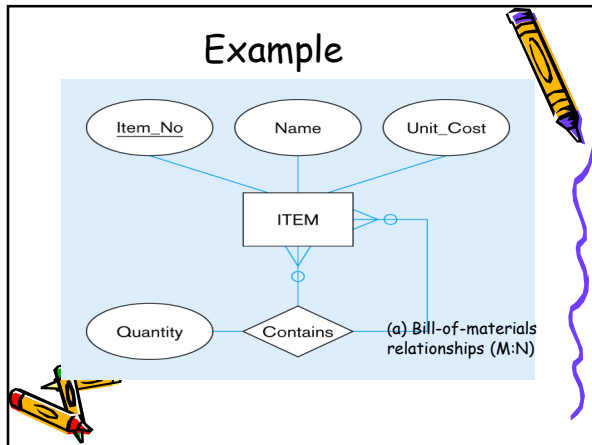 Example
Item_No
Name
Unit_Cost
ITEM
Quantity
Contains
(a) Bill-of-materials
relationships (M:N)